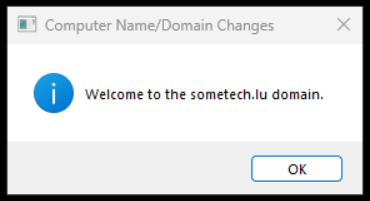 Computer Name/Domain Changes
Welcome to the sometech.lu domain.
OK